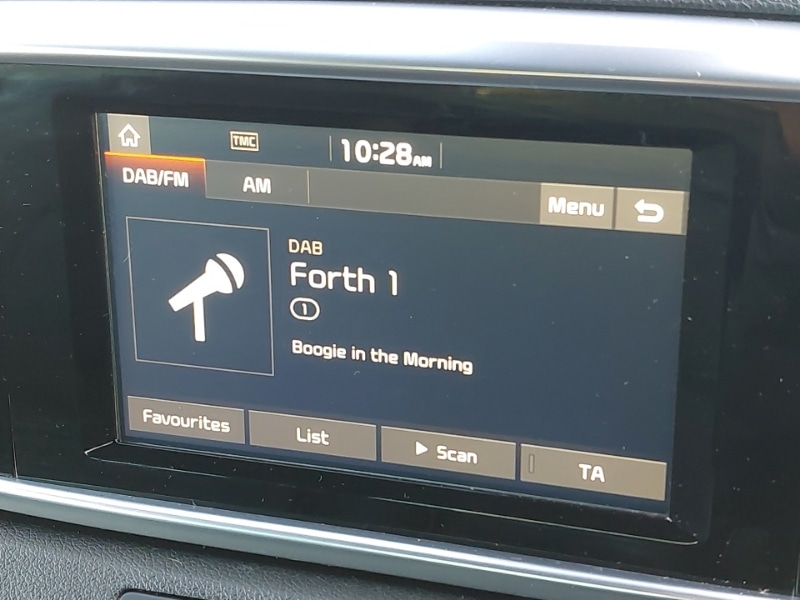 TMC
10:28AM
DAB/FM
AM
Menu
DAB
Forth 1
1
Boogie in the Morning
Favourites
List
Scan
TA